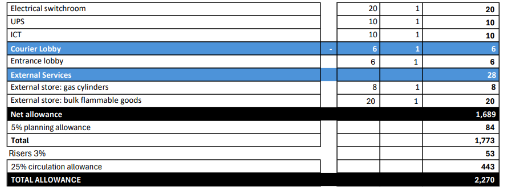 Electrical switchroom 20 1 20
UPS 10 1 10
ICT 10 1 10
Courier Lobby - 6 1 6
Entrance lobby 6 1 6
External Services 28
External store: gas cylinders 8 1 8
External store: bulk flammable goods 20 1 20
Net allowance 1,689
5% planning allowance 84
Total 1,773
Risers 3% 53
25% circulation allowance 443
TOTAL ALLOWANCE 2,270